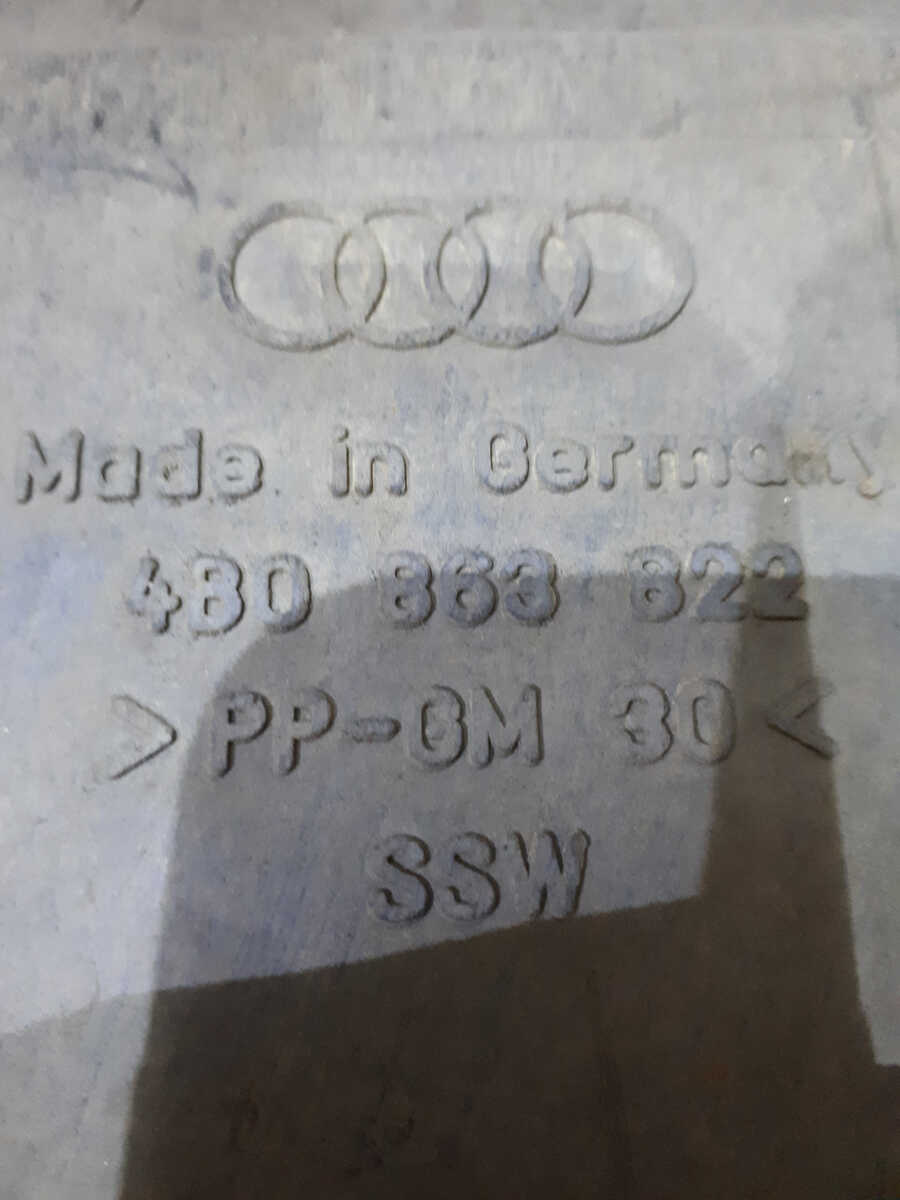 Made in Germany
4B0 863 822
>PP-GM 30<
SSW